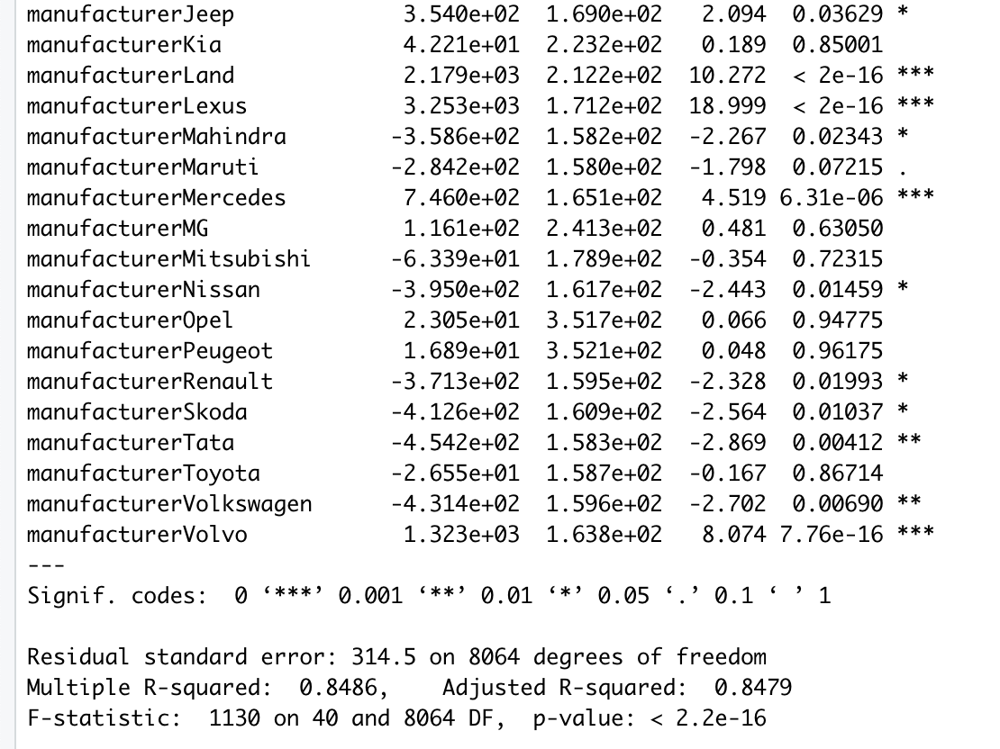 manufacturerJeep 3.540e+02 1.690e+02 2.094 0.03629 *
manufacturerKia 4.221e+01 2.232e+02 0.189 0.85001
manufacturerLand 2.179e+03 2.122e+02 10.272 < 2e-16 ***
manufacturerLexus 3.253e+03 1.712e+02 18.999 < 2e-16 ***
manufacturerMahindra -3.586e+02 1.582e+02 -2.267 0.02343 *
manufacturerMaruti -2.842e+02 1.580e+02 -1.798 0.07215 .
manufacturerMercedes 7.460e+02 1.651e+02 4.519 6.31e-06 ***
manufacturerMG 1.161e+02 2.413e+02 0.481 0.63050
manufacturerMitsubishi -6.339e+01 1.789e+02 -0.354 0.72315
manufacturerNissan -3.950e+02 1.617e+02 -2.443 0.01459 *
manufacturerOpel 2.305e+01 3.517e+02 0.066 0.94775
manufacturerPeugeot 1.689e+01 3.521e+02 0.048 0.96175
manufacturerRenault -3.713e+02 1.595e+02 -2.328 0.01993 *
manufacturerSkoda -4.126e+02 1.609e+02 -2.564 0.01037 *
manufacturerTata -4.542e+02 1.583e+02 -2.869 0.00412 **
manufacturerToyota -2.655e+01 1.587e+02 -0.167 0.86714
manufacturerVolkswagen -4.314e+02 1.596e+02 -2.702 0.00690 **
manufacturerVolvo 1.323e+03 1.638e+02 8.074 7.76e-16 ***
---
Signif. codes:  0 ‘***’ 0.001 ‘**’ 0.01 ‘*’ 0.05 ‘.’ 0.1 ‘ ’ 1
Residual standard error: 314.5 on 8064 degrees of freedom
Multiple R-squared:  0.8486,    Adjusted R-squared:  0.8479
F-statistic:  1130 on 40 and 8064 DF,  p-value: < 2.2e-16